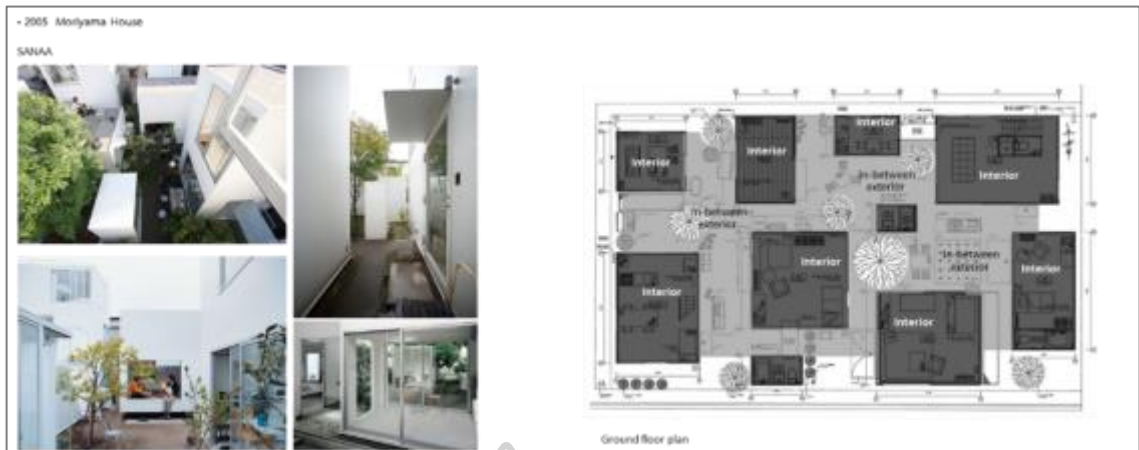 - 2005 Moriyama House
SANAA
Interior
Interior
Interior
Interior
In-between
exterior
In-between
exterior
Interior
Interior
In-between
exterior
Interior
Interior
Ground floor plan